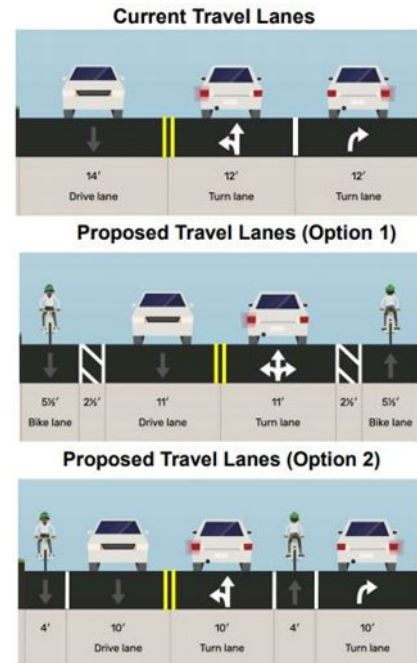 Current Travel Lanes
14' 12' 12'
Drive lane Turn lane Turn lane
Proposed Travel Lanes (Option 1)
5½' 2½' 11' 11' 2½' 5½'
Bike lane Drive lane Turn lane Bike lane
Proposed Travel Lanes (Option 2)
4' 10' 10' 4' 10'
Drive lane Turn lane Turn lane